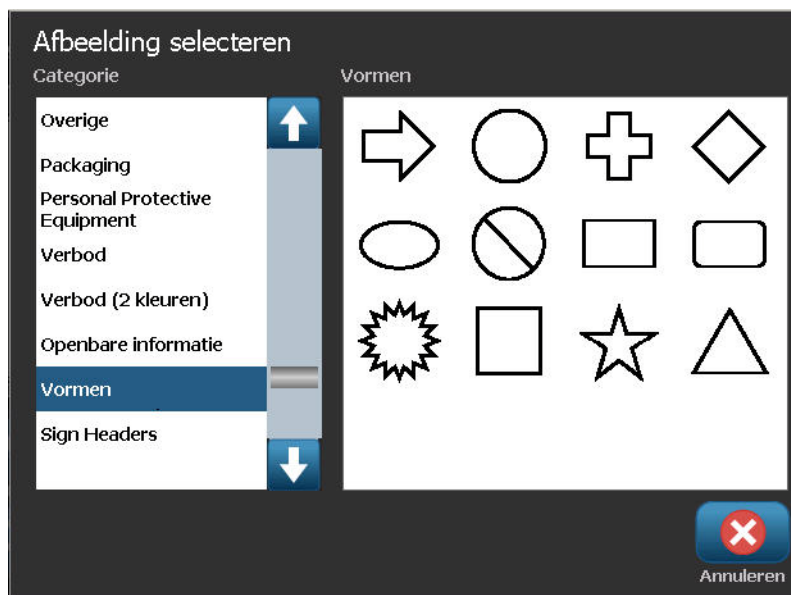 Afbeelding selecteren
Categorie
Vormen
Overige
Packaging
Personal Protective
Equipment
Verbod
Verbod (2 kleuren)
Openbare informatie
Vormen
Sign Headers
Annuleren